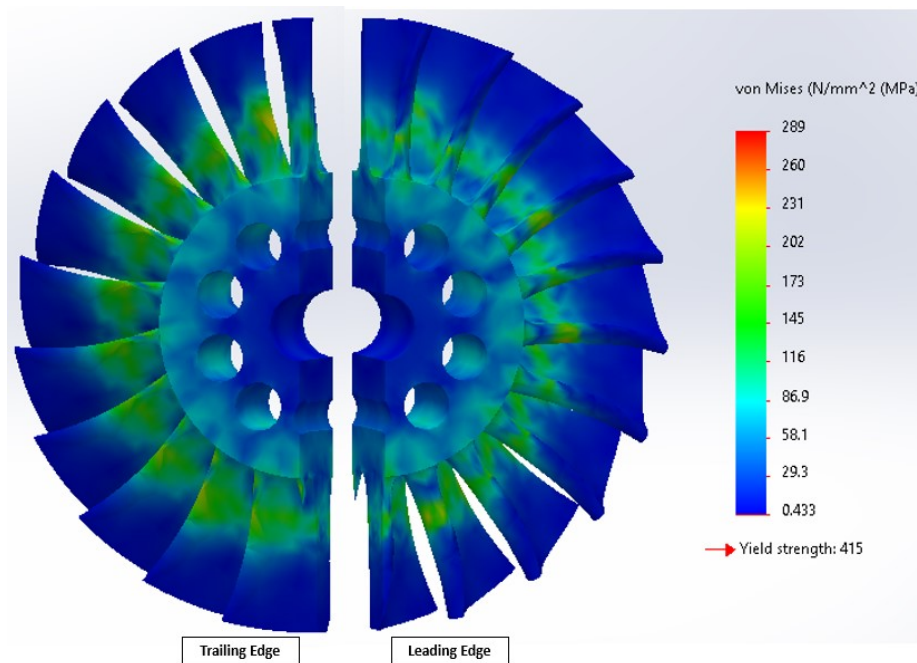 von Mises (N/mm^2 (MPa)
289
260
231
202
173
145
116
86.9
58.1
29.3
0.433
Yield strength: 415
Trailing Edge
Leading Edge